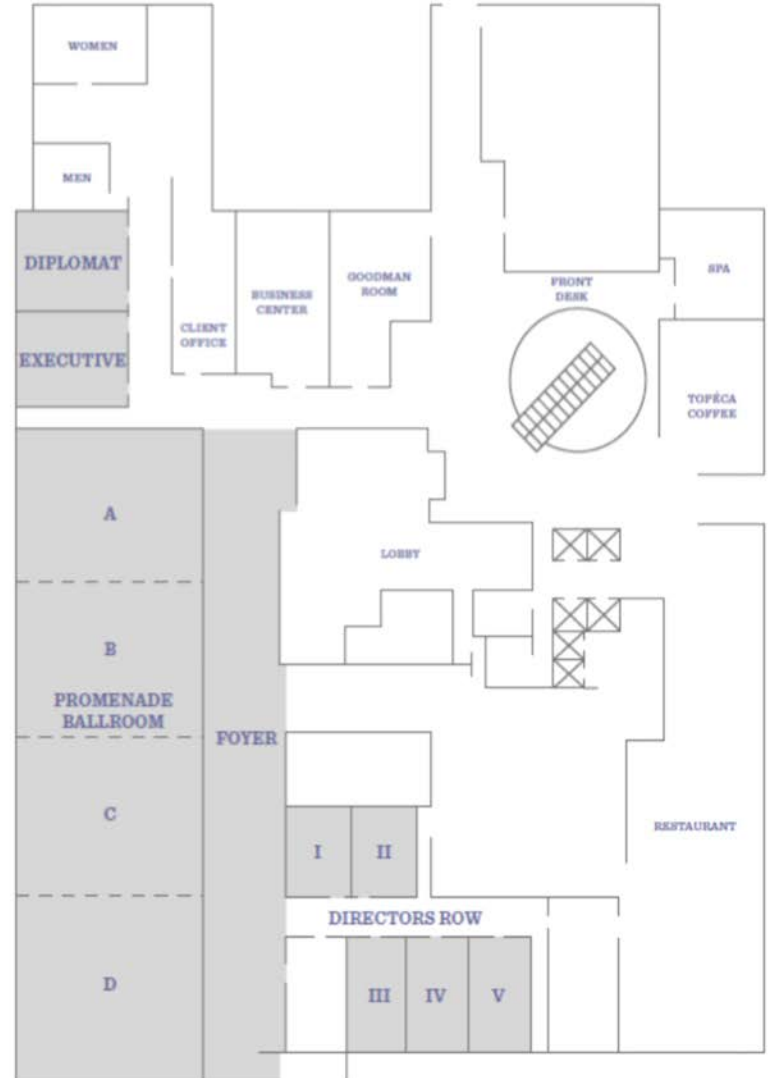 WOMEN
MEN
DIPLOMAT
EXECUTIVE
CLIENT
OFFICE
BUSINESS
CENTER
GOODMAN
ROOM
FRONT
DESK
SPA
TOPÉCA
COFFEE
A
B
PROMENADE
BALLROOM
C
D
FOYER
LOBBY
I
II
DIRECTORS ROW
III
IV
V
RESTAURANT